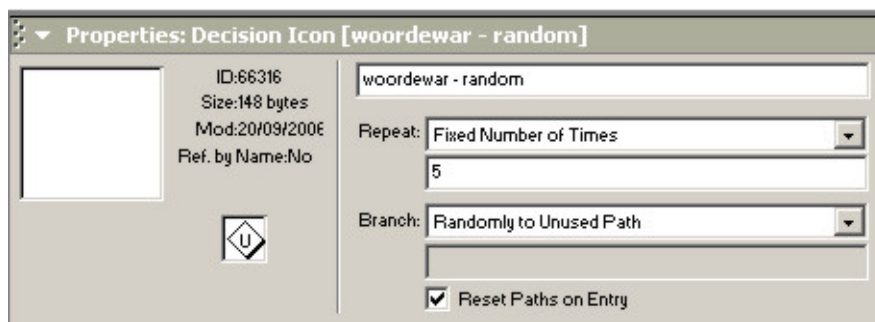 Properties: Decision Icon [woordewar - random]
ID:66316
Size:148 bytes
Mod:20/09/2006
Ref. by Name:No
U
woordewar - random
Repeat: Fixed Number of Times
5
Branch: Randomly to Unused Path
Reset Paths on Entry